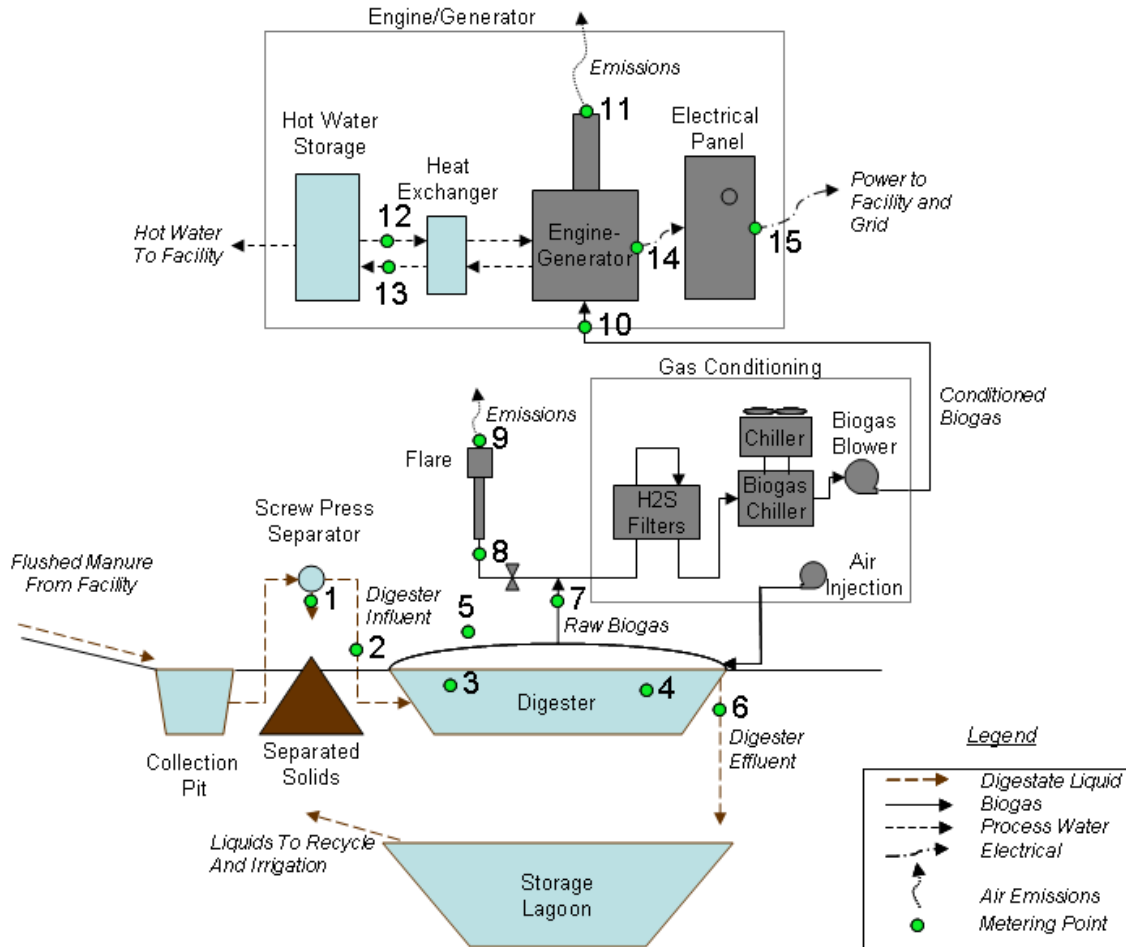 Engine/Generator
Emissions
11
Hot Water
Storage
Electrical
Panel
Heat
Exchanger
Power to
Facility and
Grid
12
Hot Water
To Facility
Engine-
Generator
14
15
13
10
Gas Conditioning
Conditioned
Biogas
Emissions
9
Flare
Chiller
Biogas
Blower
H2S
Filters
Biogas
Chiller
Screw Press
Separator
8
Flushed Manure
From Facility
Air
Injection
1
Digester
Influent
5
7
Raw Biogas
2
3
Digester
4
6
Collection
Pit
Separated
Solids
Digester
Effluent
Legend
Digestate Liquid
Biogas
Process Water
Electrical
Air Emissions
Metering Point
Liquids To Recycle
And Irrigation
Storage
Lagoon